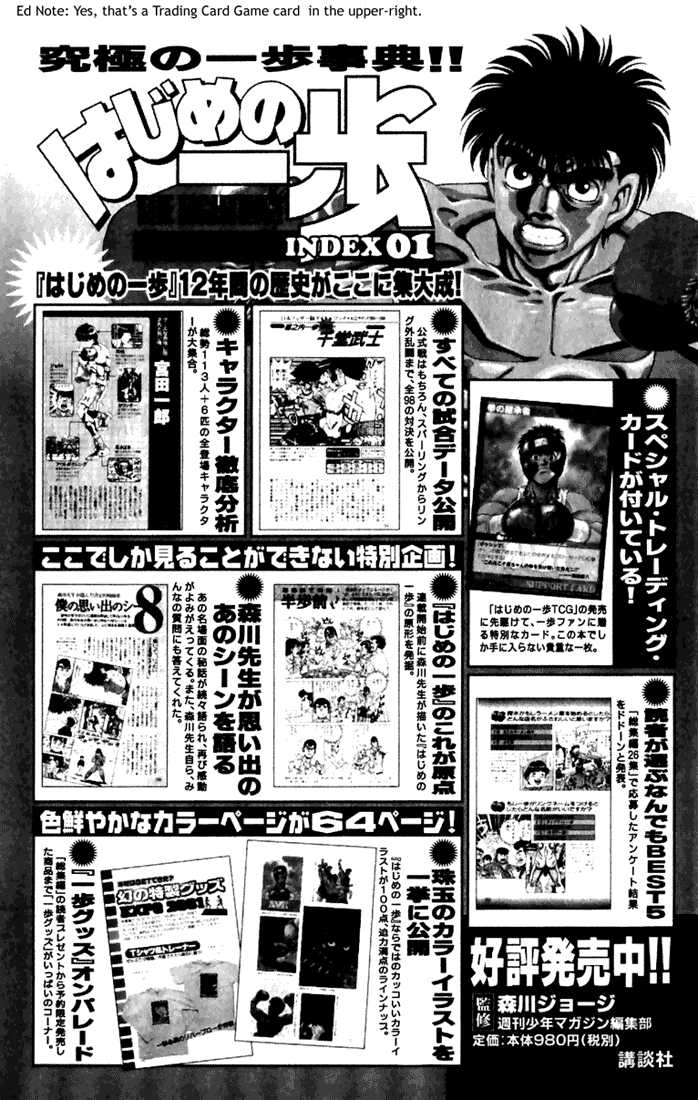 Ed Note: Yes, that's a Trading Card Game card in the upper-right.
究極の一歩事典!!
はじめの一歩
INDEX 01
『はじめの一歩』12年間の歴史がここに集大成!
すべての試合データ公開
公式戦はもちろん、スパーリングからリン
グ外乱闘まで、全98の対決を公開。
千堂武士
キャラクター徹底分析
総勢113人+6匹の全登場キャラクタ
ーが大集合。
宮田一郎
スペシャル・トレーディング・
カードが付いている!
拳の継承者
SUPPORT CARD
「はじめの一歩TCG」の発売
に先駆けて、一歩ファンに贈
る特別なカード。この本でし
か手に入らない貴重な一枚。
ここでしか見ることができない特別企画!
『はじめの一歩』のこれが原点
連載開始前に森川先生が描いた『はじめの
一歩』の原形を発掘。
半歩前
森川先生が思い出の
あのシーンを語る
あの名場面の秘話が続々語られ、再び感動
がよみがえってくる。また、森川先生自ら、み
んなの質問にも答えてくれた。
僕の思い出のシーン
8
読者が選ぶなんでもBEST5
「総集編26集」で応募したアンケート結果
をドドーンと発表。
色鮮やかなカラーページが64ページ!
珠玉のカラーイラストを
一挙に公開
『はじめの一歩』ならではのカッコいいカラーイ
ラストが100点、迫力満点のラインナップ。
『一歩グッズ』オンパレード
「総集編」の読者プレゼントから予約限定発売し
た商品まで「一歩グッズ」がいっぱいのコーナー。
幻の特製グッズ
EXPO 2001
Tシャツ&トレーナー
好評発売中!!
監修
森川ジョージ
週刊少年マガジン編集部
定価:本体980円(税別)
講談社